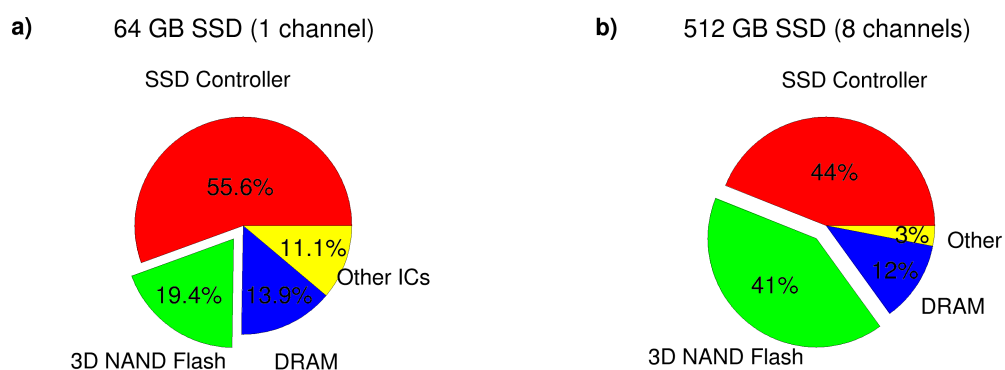 a) 64 GB SSD (1 channel)
SSD Controller
55.6%
11.1%
Other ICs
19.4%
13.9%
3D NAND Flash
DRAM
b) 512 GB SSD (8 channels)
SSD Controller
44%
3%
Other
12%
41%
DRAM
3D NAND Flash